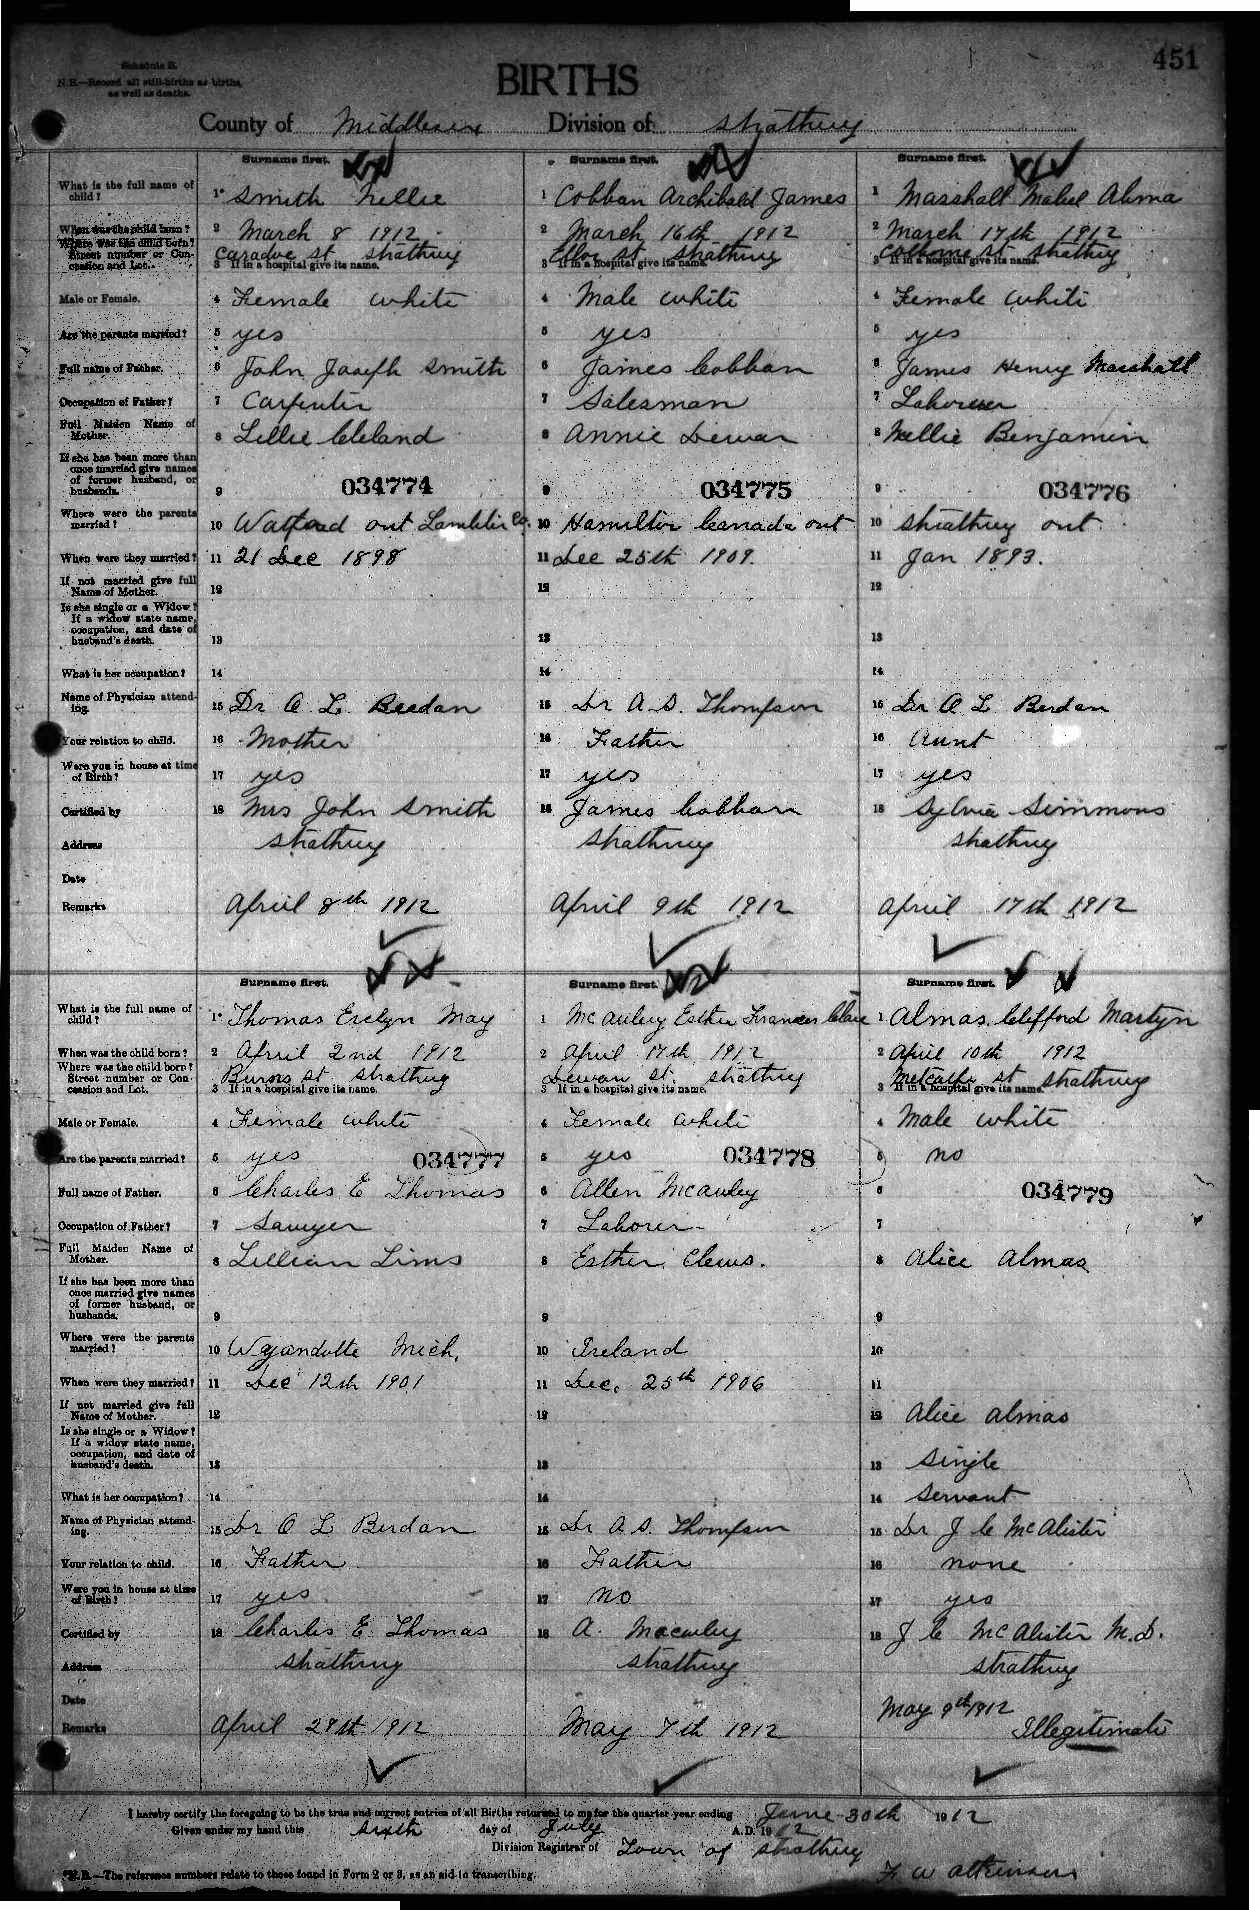 451
Schedule B.
N.B.—Record all still-births as births,
as well as deaths.
BIRTHS
County of Middlesex Division of Strathroy
Surname first.
What is the full name of child? 1 Smith Nellie
When was the child born? 2 March 8 1912
Where was the child born? Street number or Concession and Lot. Caradoc st Strathroy
3 If in a hospital give its name.
Male or Female. 4 Female white
Are the parents married? 5 yes
Full name of Father. 6 John Joseph Smith
Occupation of Father? 7 Carpenter
Full Maiden Name of Mother. 8 Lillie Cleland
If she has been more than once married give names of former husband, or husbands. 9
034774
Where were the parents married? 10 Watford ont Lambton Co.
When were they married? 11 21 Dec 1898
If not married give full Name of Mother. 12
Is she single or a Widow? If a widow state name, occupation, and date of husband's death. 13
What is her occupation? 14
Name of Physician attending. 15 Dr A. L. Berdan
Your relation to child. 16 Mother
Were you in house at time of Birth? 17 yes
Certified by 18 Mrs John Smith
Address Strathroy
Date
Remarks April 8th 1912
Surname first.
1 Cobban Archibald James
2 March 16th 1912
st Strathroy
3 If in a hospital give its name.
4 Male white
5 yes
6 James Cobban
7 Salesman
8 Annie Dewar
9
034775
10 Hamilton Canada ont
11 Dec 25th 1909.
12
13
14
15 Dr A. S. Thompson
16 Father
17 yes
18 James Cobban
Strathroy
April 9th 1912
Surname first.
1 Marshall Mabel Alma
2 March 17th 1912
Colborne st Strathroy
3 If in a hospital give its name.
4 Female white
5 yes
6 James Henry Marshall
7 Laborer
8 Nellie Benjamin
9
034776
10 Strathroy ont
11 Jan 1893.
12
13
14
15 Dr A L Berdan
16 Aunt
17 yes
18 Sylvia Simmons
Strathroy
April 17th 1912
Surname first.
What is the full name of child? 1 Thomas Evelyn May
When was the child born? 2 April 2nd 1912
Where was the child born? Street number or Concession and Lot. Burns st Strathroy
3 If in a hospital give its name.
Male or Female. 4 Female white
Are the parents married? 5 yes
034777
Full name of Father. 6 Charles E Thomas
Occupation of Father? 7 Sawyer
Full Maiden Name of Mother. 8 Lillian Sims
If she has been more than once married give names of former husband, or husbands. 9
Where were the parents married? 10 Wyandotte Mich.
When were they married? 11 Dec 12th 1901
If not married give full Name of Mother. 12
Is she single or a Widow? If a widow state name, occupation, and date of husband's death. 13
What is her occupation? 14
Name of Physician attending. 15 Dr A L Berdan
Your relation to child. 16 Father
Were you in house at time of Birth? 17 yes
Certified by 18 Charles E Thomas
Address Strathroy
Date
Remarks April 29th 1912
Surname first.
1 McAuley Esther Frances Clare
2 April 17th 1912
Dewan st. Strathroy
3 If in a hospital give its name.
4 Female white
5 yes
034778
6 Allen McAuley
7 Laborer
8 Esther Clews.
9
10 Ireland
11 Dec. 25th 1906
12
13
14
15 Dr A. S. Thompson
16 Father
17 No
18 A. Macauley
Strathroy
May 7th 1912
Surname first.
1 Almas Clifford Martyn
2 April 10th 1912
Metcalfe st Strathroy
3 If in a hospital give its name.
4 Male white
5 no
6
034779
7
8 Alice Almas
9
10
11
12 Alice Almas
13 Single
14 Servant
15 Dr J C McAlister
16 none
17 yes
18 J C McAlister M.D.
Strathroy
May 9th 1912
Illegitimate
I hereby certify the foregoing to be the true and correct entries of all Births returned to me for the quarter year ending June 30th 1912
Given under my hand this sixth day of July A.D. 1912
Division Registrar of Town of Strathroy
F W Atkinson
*N.B.—The reference numbers relate to those found in Form 2 or 3, as an aid in transcribing.